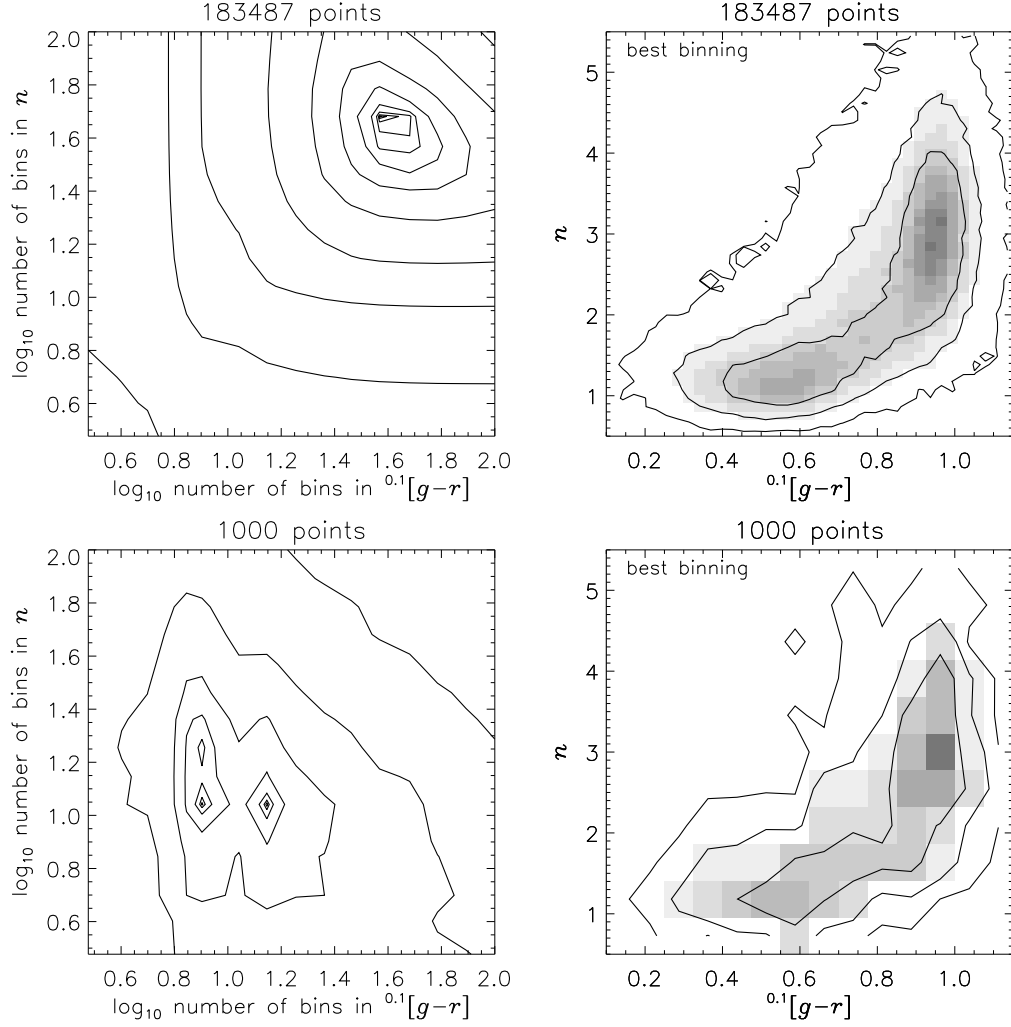 183487 points
183487 points
2.0
1.8
1.6
1.4
1.2
1.0
0.8
0.6
log₁₀ number of bins in n
0.6 0.8 1.0 1.2 1.4 1.6 1.8 2.0
log₁₀ number of bins in ⁰·¹[g−r]
best binning
5
4
3
2
1
n
0.2 0.4 0.6 0.8 1.0
⁰·¹[g−r]
1000 points
1000 points
2.0
1.8
1.6
1.4
1.2
1.0
0.8
0.6
log₁₀ number of bins in n
0.6 0.8 1.0 1.2 1.4 1.6 1.8 2.0
log₁₀ number of bins in ⁰·¹[g−r]
best binning
5
4
3
2
1
n
0.2 0.4 0.6 0.8 1.0
⁰·¹[g−r]